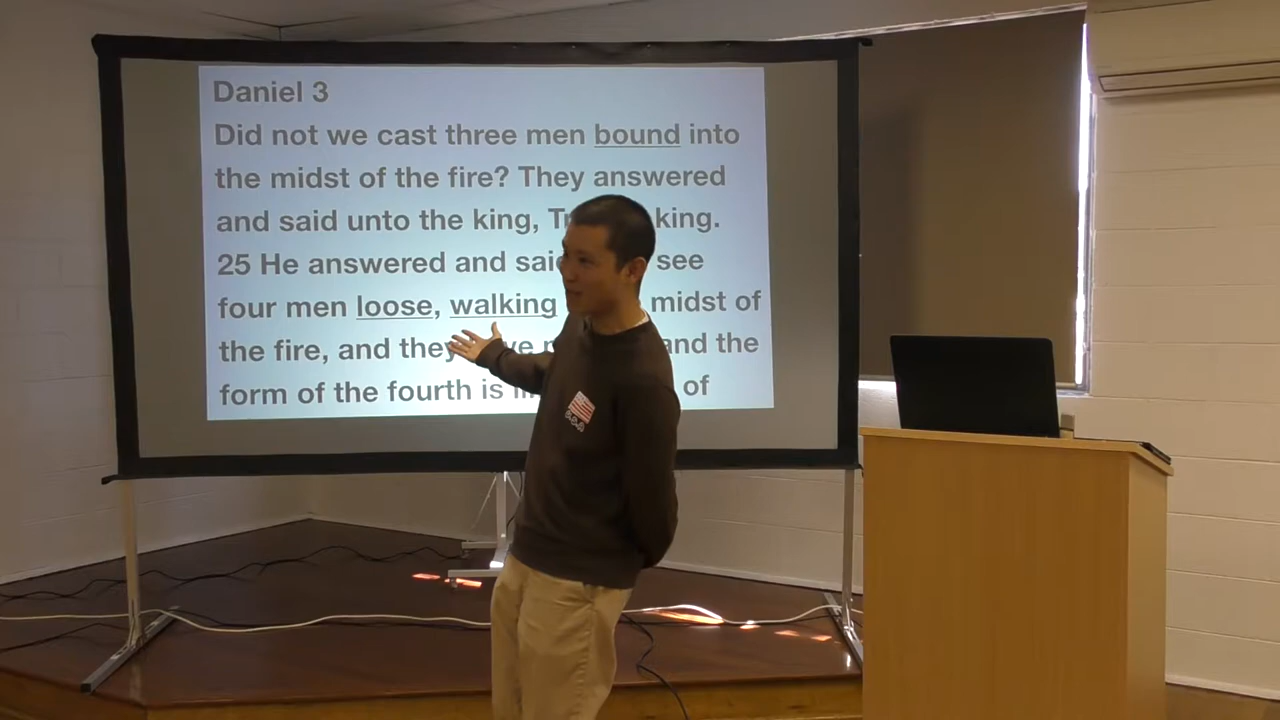 Daniel 3
Did not we cast three men bound into
the midst of the fire? They answered
and said unto the king, king.
25 He answered and see
four men loose, walking midst of
the fire, and they and the
form of the fourth is of